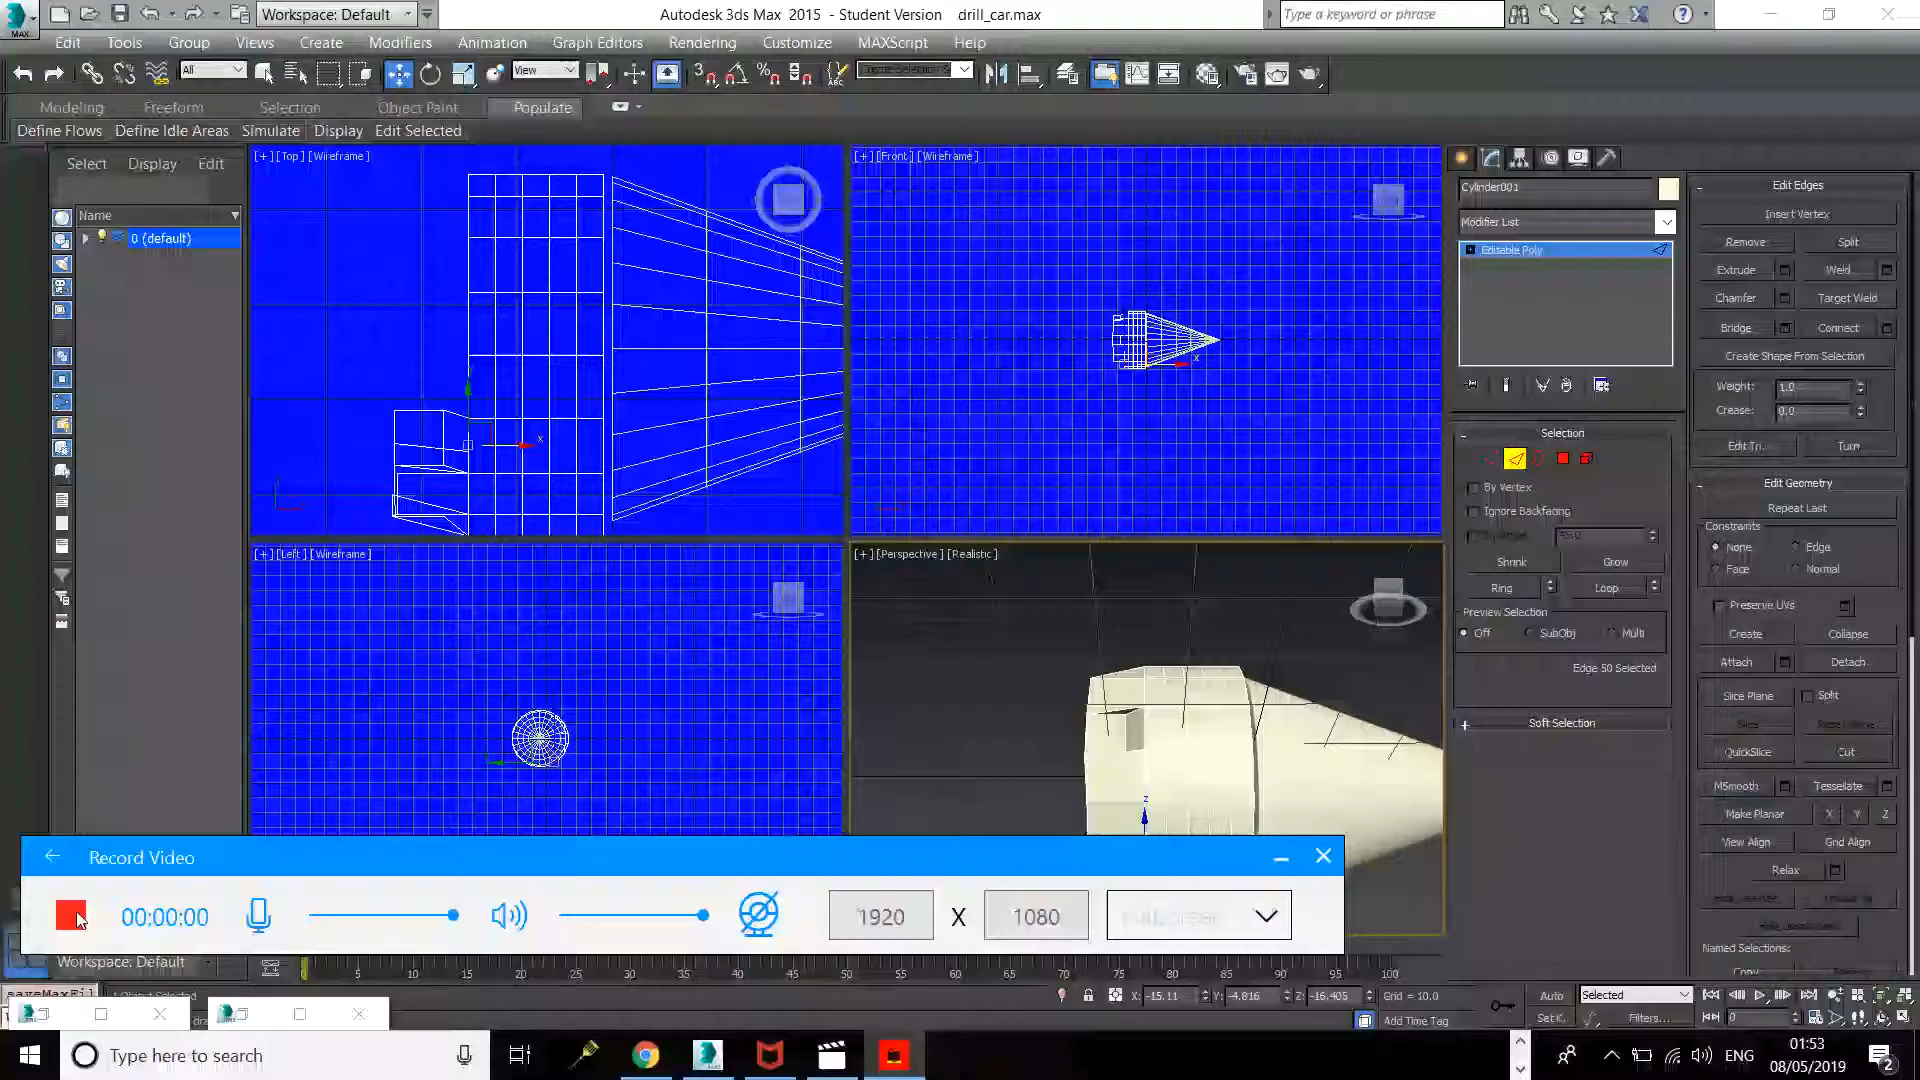 Workspace: Default
Autodesk 3ds Max 2015 - Student Version drill_car.max
Type a keyword or phrase
MAX
Edit Tools Group Views Create Modifiers Animation Graph Editors Rendering Customize MAXScript Help
All
View
ABC
Modeling Freeform Selection Object Paint Populate
Define Flows Define Idle Areas Simulate Display Edit Selected
Select Display Edit
Name
0 (default)
[+] [Top] [Wireframe]
x
[+] [Front] [Wireframe]
x
[+] [Left] [Wireframe]
[+] [Perspective] [Realistic]
z
Cylinder001
Modifier List
Editable Poly
Selection
By Vertex
Ignore Backfacing
Shrink Grow
Ring Loop
Preview Selection
Off SubObj Multi
Edge 50 Selected
Soft Selection
Edit Edges
Insert Vertex
Remove Split
Extrude Weld
Chamfer Target Weld
Bridge Connect
Create Shape From Selection
Weight: 1.0
Crease: 0.0
Edit Tri... Turn
Edit Geometry
Repeat Last
Constraints
None Edge
Face Normal
Preserve UVs
Create Collapse
Attach Detach
Slice Plane Split
QuickSlice Cut
MSmooth Tessellate
Make Planar X Y Z
View Align Grid Align
Relax
Named Selections:
Copy
Record Video
00:00:00
1920 X 1080
Workspace: Default
0 5 10 15 20 25 30 35 40 45 50 55 60 65 70 75 80 85 90 95 100
1 Object Selected
X: -15.11 Y: -4.816 Z: -16.405 Grid = 10.0
Add Time Tag
Auto Selected
Set K. Filters...
0
Type here to search
ENG
01:53
08/05/2019
2